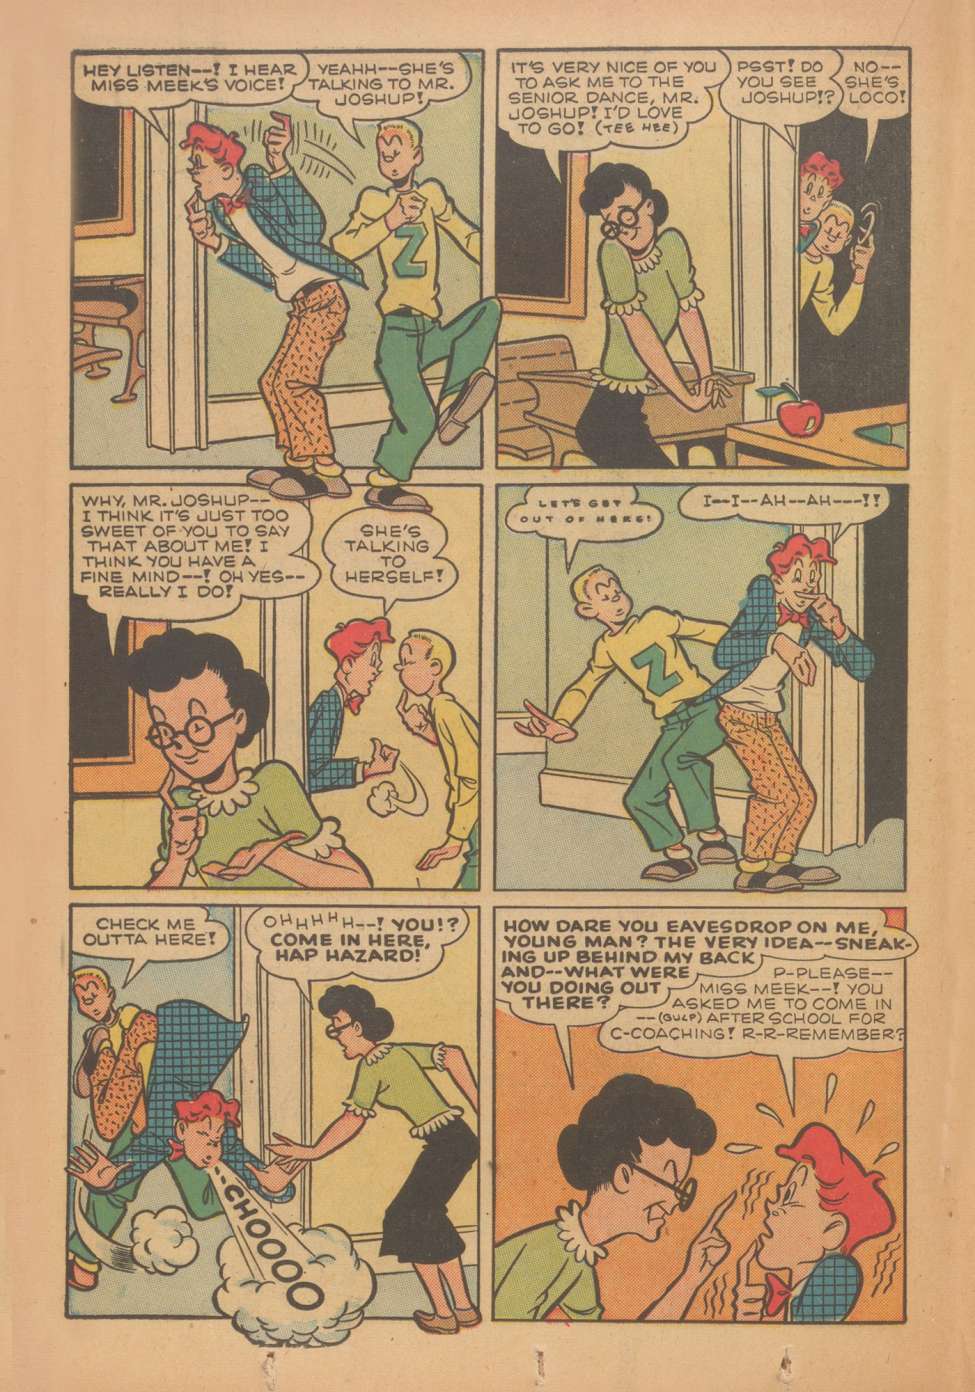 HEY LISTEN--! I HEAR
MISS MEEK'S VOICE!
YEAHH--SHE'S
TALKING TO MR.
JOSHUP!
Z
IT'S VERY NICE OF YOU
TO ASK ME TO THE
SENIOR DANCE, MR.
JOSHUP! I'D LOVE
TO GO! (TEE HEE)
PSST! DO
YOU SEE
JOSHUP!?
NO--
SHE'S
LOCO!
WHY, MR. JOSHUP--
I THINK IT'S JUST TOO
SWEET OF YOU TO SAY
THAT ABOUT ME! I
THINK YOU HAVE A
FINE MIND--! OH YES--
REALLY I DO!
SHE'S
TALKING
TO
HERSELF!
LET'S GET
OUT OF HERE!
I--I--AH--AH---!!
Z
CHECK ME
OUTTA HERE!
OHHHHH--! YOU!?
COME IN HERE,
HAP HAZARD!
--CHOOOOO
HOW DARE YOU EAVESDROP ON ME,
YOUNG MAN? THE VERY IDEA--SNEAK-
ING UP BEHIND MY BACK
AND--WHAT WERE
YOU DOING OUT
THERE?
P-PLEASE--
MISS MEEK--! YOU
ASKED ME TO COME IN
--(GULP) AFTER SCHOOL FOR
C-COACHING! R-R-REMEMBER?